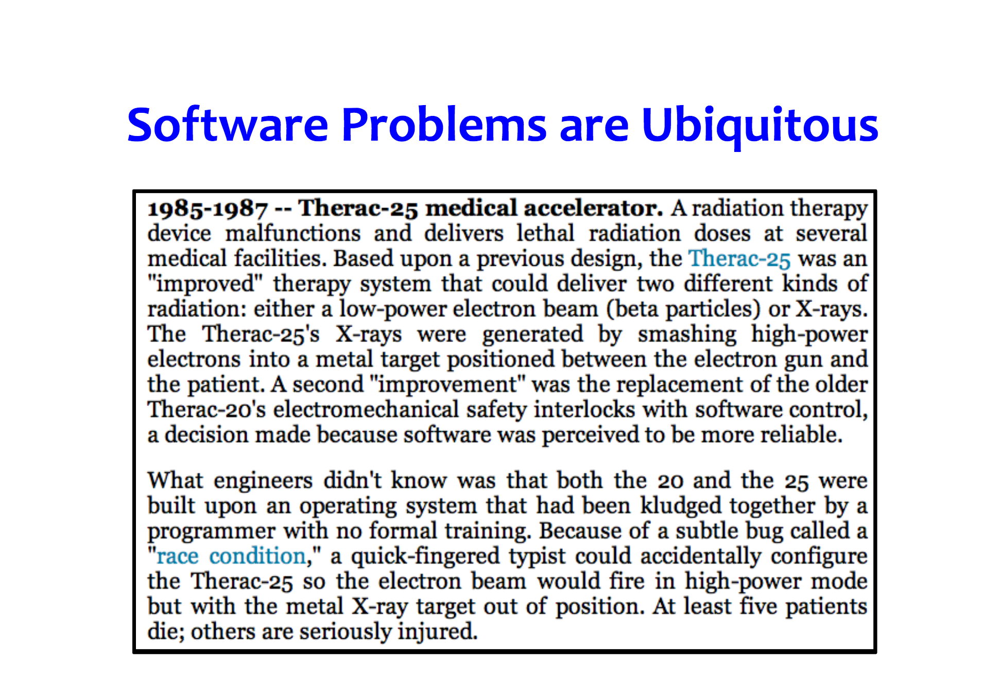 Software Problems are Ubiquitous
1985-1987 -- Therac-25 medical accelerator. A radiation therapy
device malfunctions and delivers lethal radiation doses at several
medical facilities. Based upon a previous design, the Therac-25 was an
"improved" therapy system that could deliver two different kinds of
radiation: either a low-power electron beam (beta particles) or X-rays.
The Therac-25's X-rays were generated by smashing high-power
electrons into a metal target positioned between the electron gun and
the patient. A second "improvement" was the replacement of the older
Therac-20's electromechanical safety interlocks with software control,
a decision made because software was perceived to be more reliable.
What engineers didn't know was that both the 20 and the 25 were
built upon an operating system that had been kludged together by a
programmer with no formal training. Because of a subtle bug called a
"race condition," a quick-fingered typist could accidentally configure
the Therac-25 so the electron beam would fire in high-power mode
but with the metal X-ray target out of position. At least five patients
die; others are seriously injured.